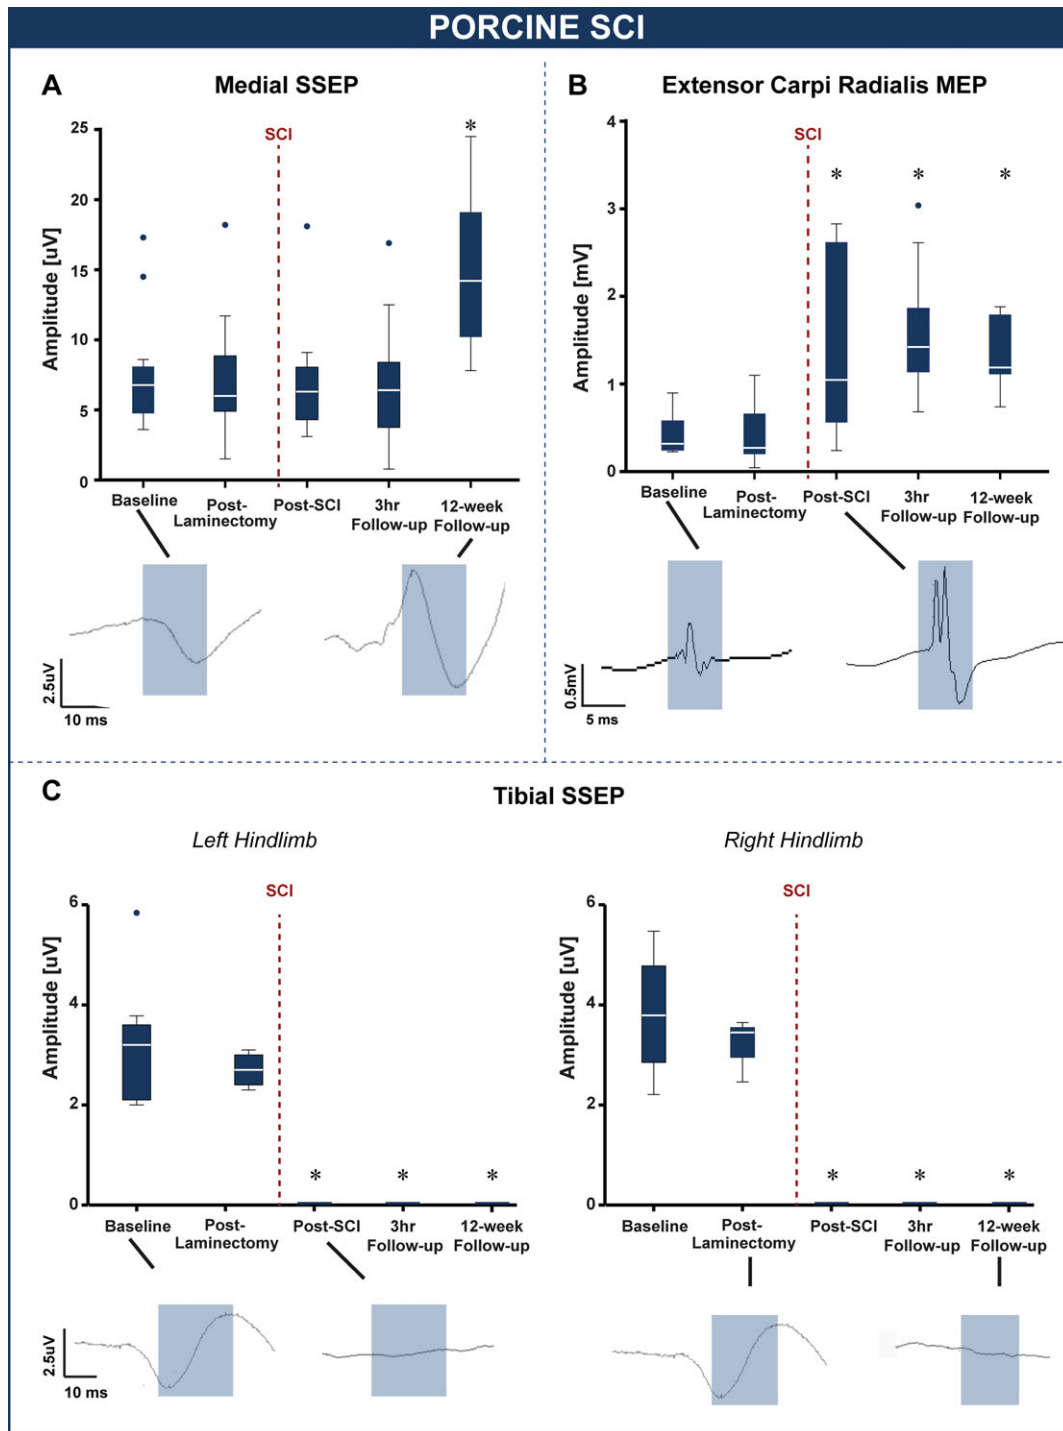 PORCINE SCI
A
Medial SSEP
Amplitude [uV]
25
20
15
10
5
0
SCI
*
Baseline
Post-
Laminectomy
Post-SCI
3hr
Follow-up
12-week
Follow-up
2.5uV
10 ms
B
Extensor Carpi Radialis MEP
Amplitude [mV]
4
3
2
1
0
SCI
* * *
Baseline
Post-
Laminectomy
Post-SCI
3hr
Follow-up
12-week
Follow-up
0.5mV
5 ms
C
Tibial SSEP
Left Hindlimb
Amplitude [uV]
6
4
2
0
SCI
* * *
Baseline
Post-
Laminectomy
Post-SCI
3hr
Follow-up
12-week
Follow-up
2.5uV
10 ms
Right Hindlimb
Amplitude [uV]
6
4
2
0
SCI
* * *
Baseline
Post-
Laminectomy
Post-SCI
3hr
Follow-up
12-week
Follow-up